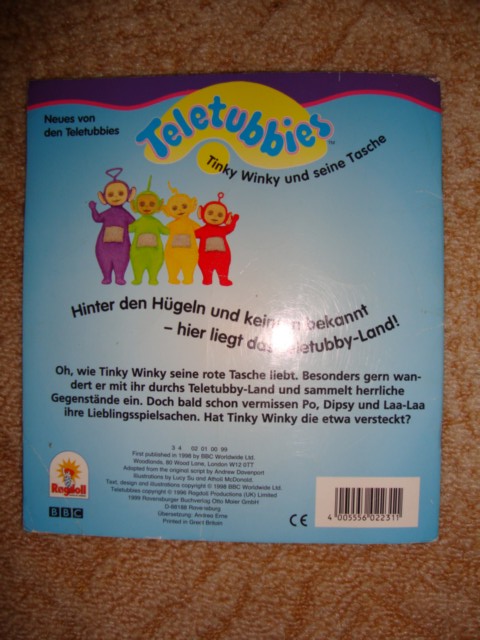 Neues von
den Teletubbies
Teletubbies™
Tinky Winky und seine Tasche
Hinter den Hügeln und keinem bekannt
– hier liegt das Teletubby-Land!
Oh, wie Tinky Winky seine rote Tasche liebt. Besonders gern wan-
dert er mit ihr durchs Teletubby-Land und sammelt herrliche
Gegenstände ein. Doch bald schon vermissen Po, Dipsy und Laa-Laa
ihre Lieblingsspielsachen. Hat Tinky Winky die etwa versteckt?
3 4 02 01 00 99
First published in 1998 by BBC Worldwide Ltd.
Woodlands, 80 Wood Lane, London W12 0TT
Adapted from the original script by Andrew Davenport
Illustrations by Lucy Su and McDonald.
Text, design and illustrations copyright © 1998 BBC Worldwide Ltd.
Teletubbies copyright © 1996 Ragdoll Productions (UK) Limited
1999 Ravensburger Buchverlag Otto Maier GmbH
D-88188 Ravensburg
Übersetzung: Andrea Erne
Printed in Great Britain
Ragdoll
BBC
CE
4 005556 022311